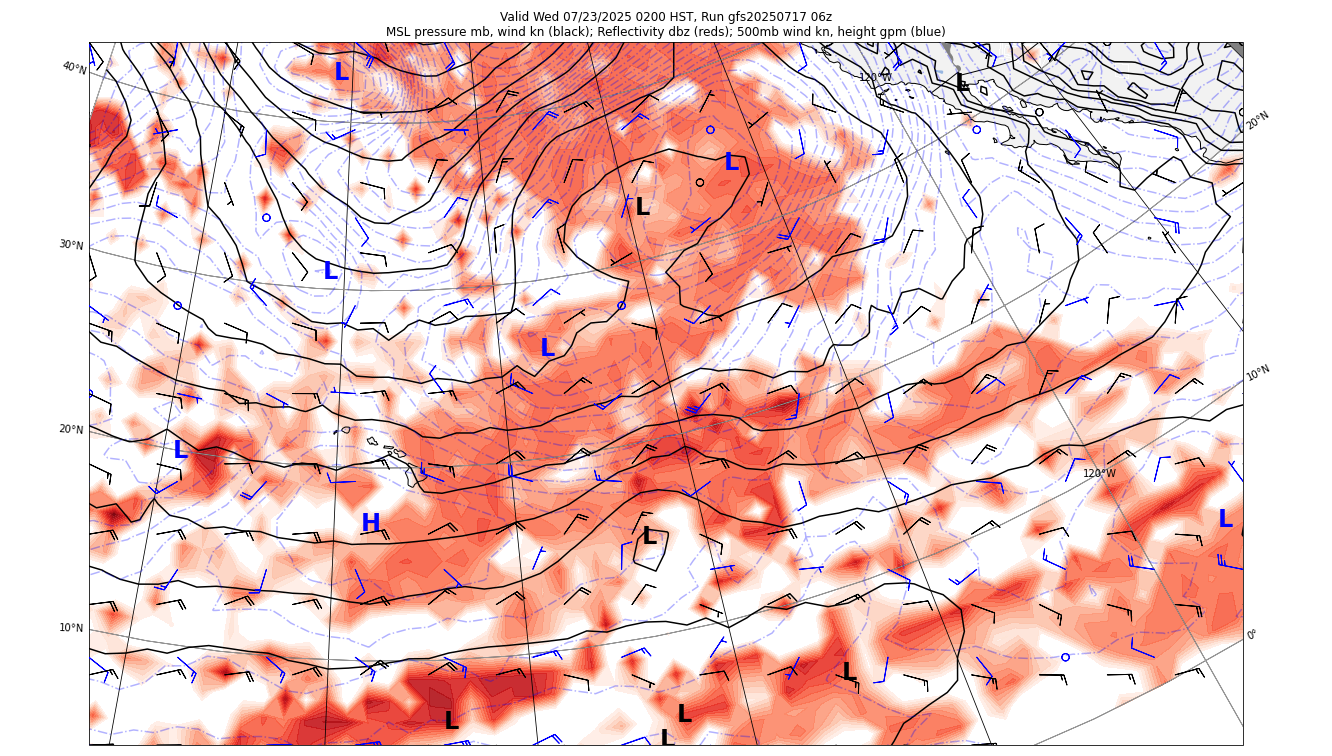 Valid Wed 07/23/2025 0200 HST, Run gfs20250717 06z
MSL pressure mb, wind kn (black); Reflectivity dbz (reds); 500mb wind kn, height gpm (blue)
40°N
L
120°W
L
20°N
L
L
30°N
L
L
10°N
20°N
L
120°W
H
L
L
10°N
0°
L
L
L
L